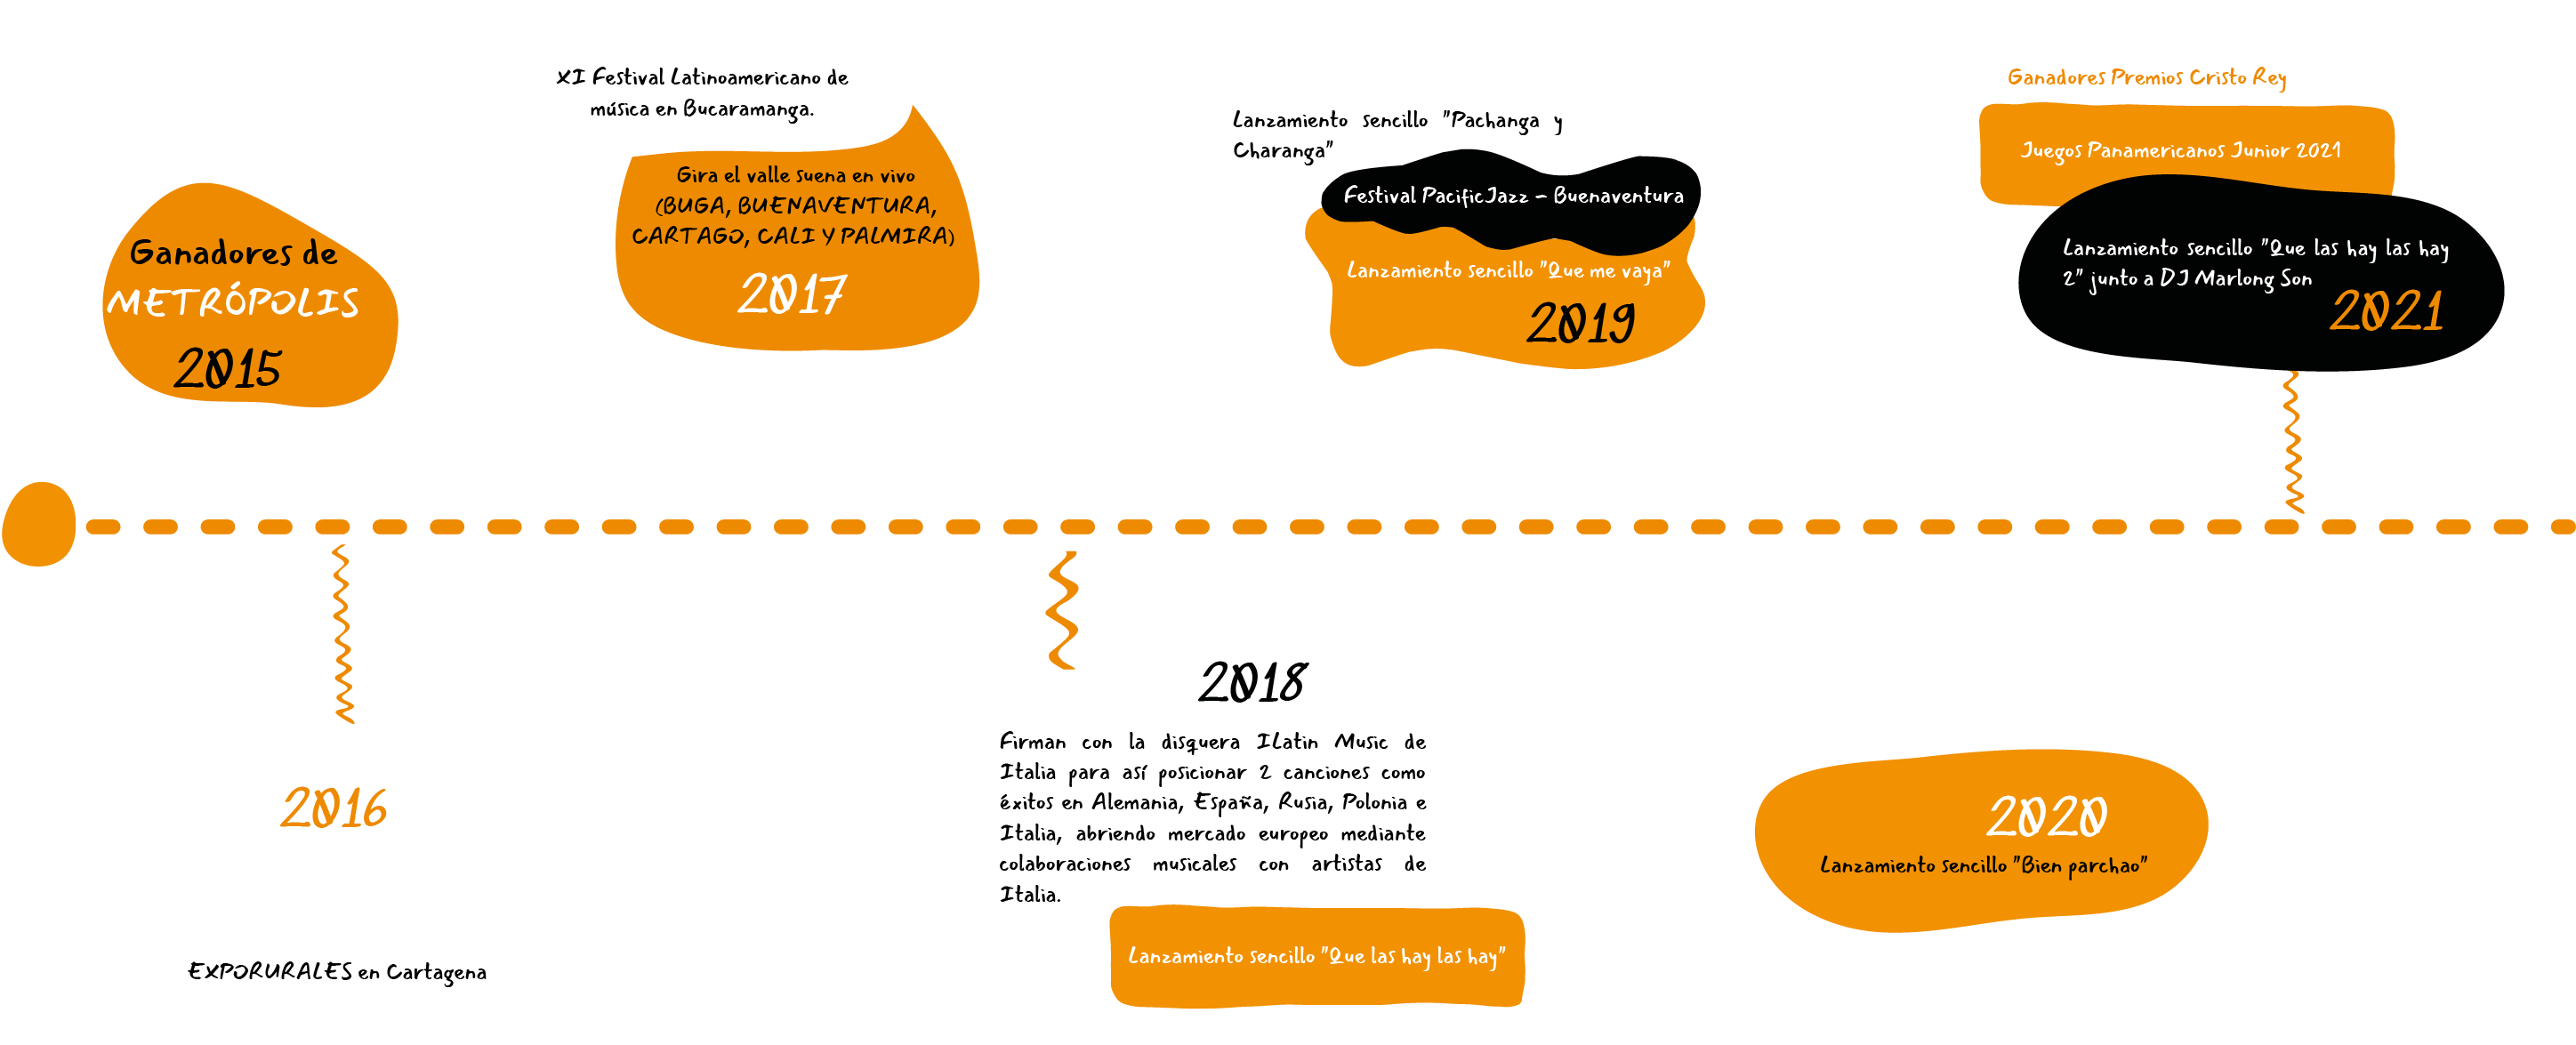 Ganadores de
METRÓPOLIS
2015
2016
EXPORURALES en Cartagena
XI Festival Latinoamericano de
música en Bucaramanga.
Gira el valle suena en vivo
(BUGA, BUENAVENTURA,
CARTAGO, CALI Y PALMIRA)
2017
2018
Firman con la disquera ILatin Music de
Italia para así posicionar 2 canciones como
éxitos en Alemania, España, Rusia, Polonia e
Italia, abriendo mercado europeo mediante
colaboraciones musicales con artistas de
Italia.
Lanzamiento sencillo "Que las hay las hay"
Lanzamiento sencillo "Pachanga y
Charanga"
Festival PacificJazz - Buenaventura
Lanzamiento sencillo "Que me vaya"
2019
2020
Lanzamiento sencillo "Bien parchao"
Ganadores Premios Cristo Rey
Juegos Panamericanos Junior 2021
Lanzamiento sencillo "Que las hay las hay
2" junto a DJ Marlong Son
2021